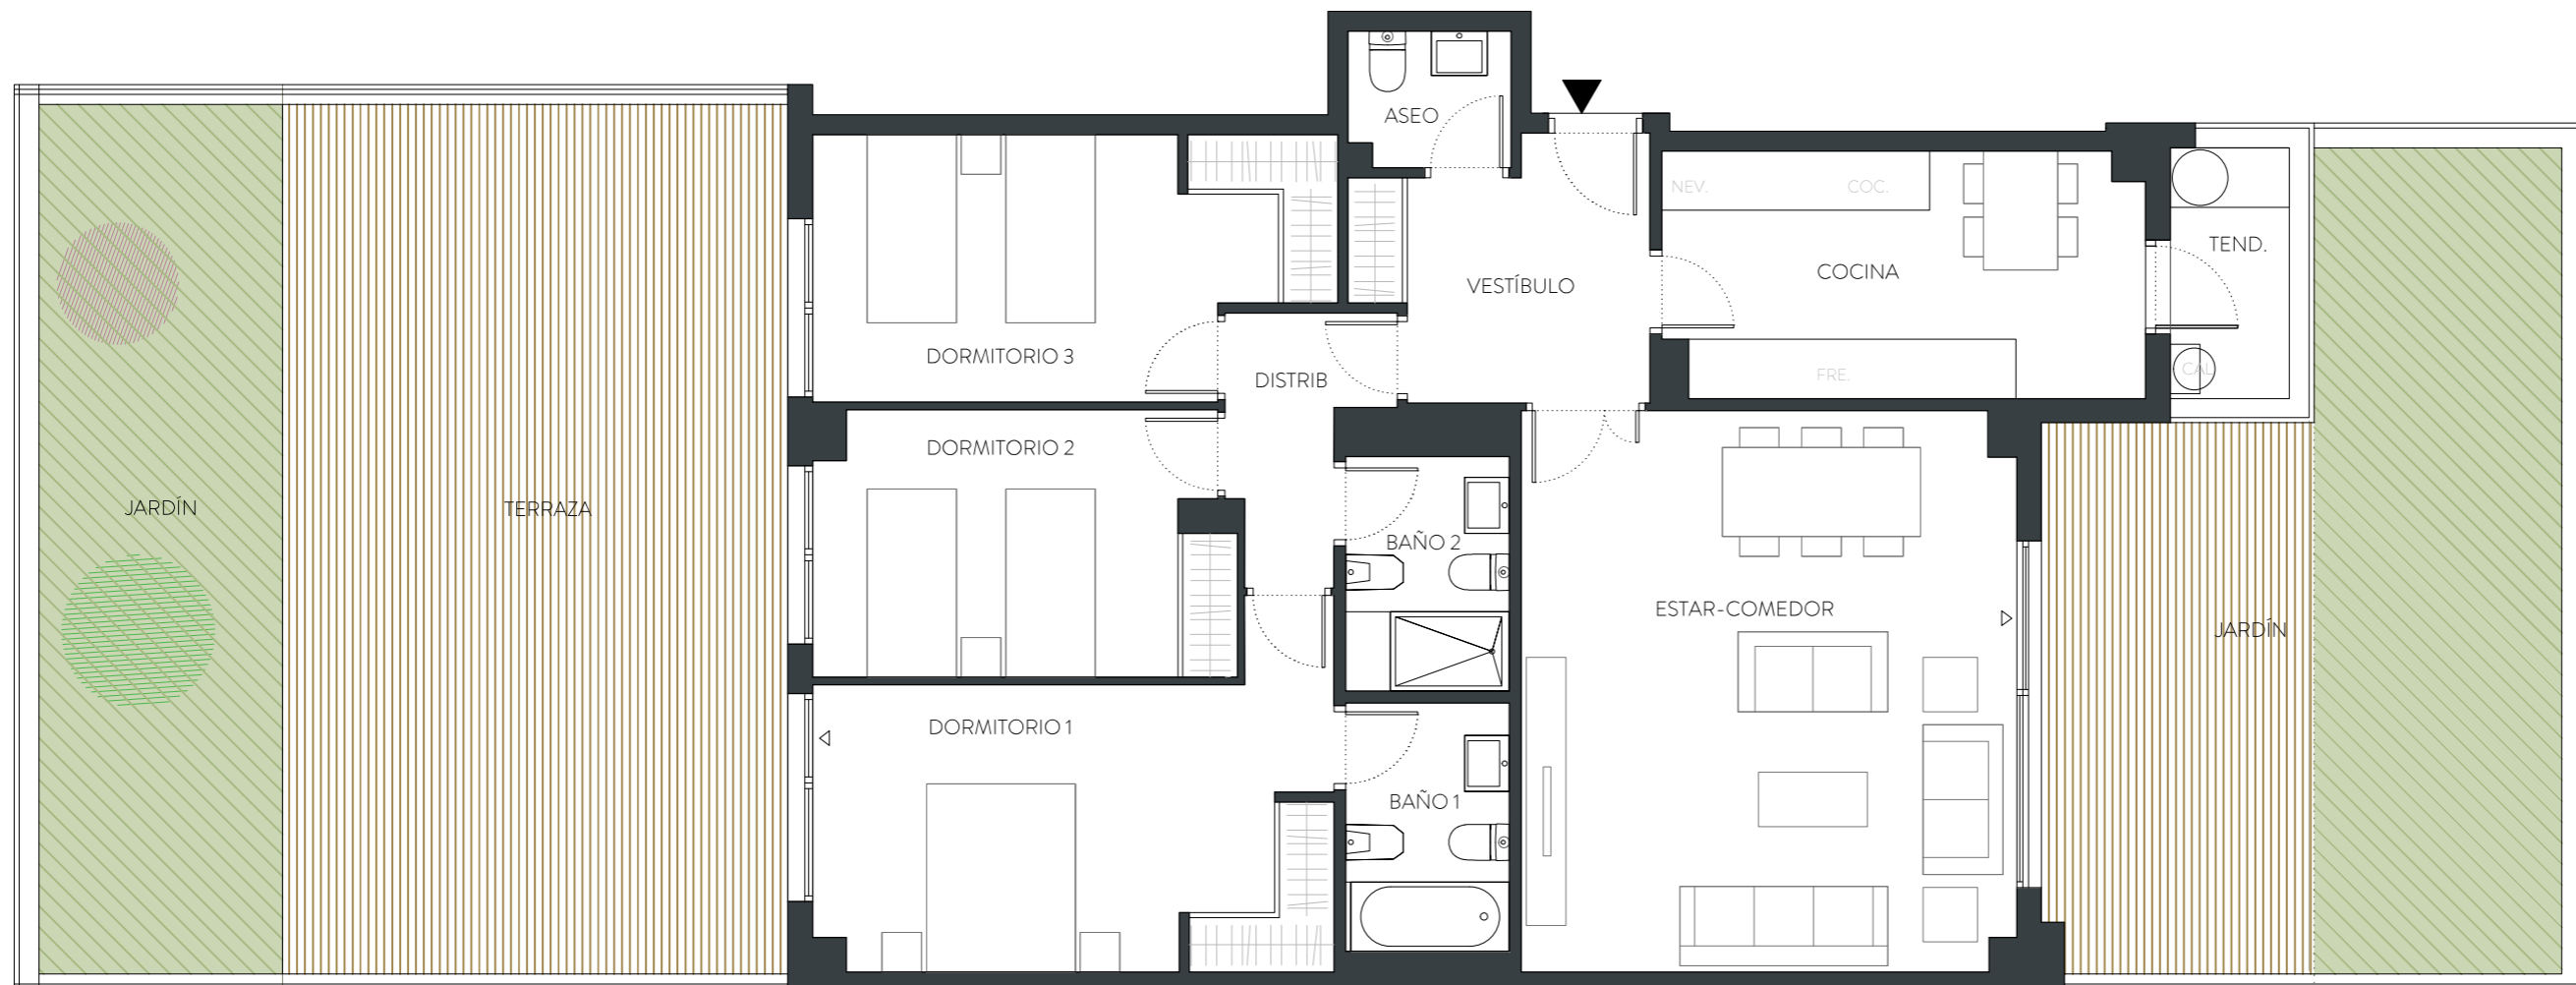 ASEO
NEV.
COC.
TEND.
COCINA
VESTÍBULO
DORMITORIO 3
CAL.
FRE.
DISTRIB
DORMITORIO 2
JARDÍN
TERRAZA
BAÑO 2
ESTAR-COMEDOR
JARDÍN
DORMITORIO 1
BAÑO 1